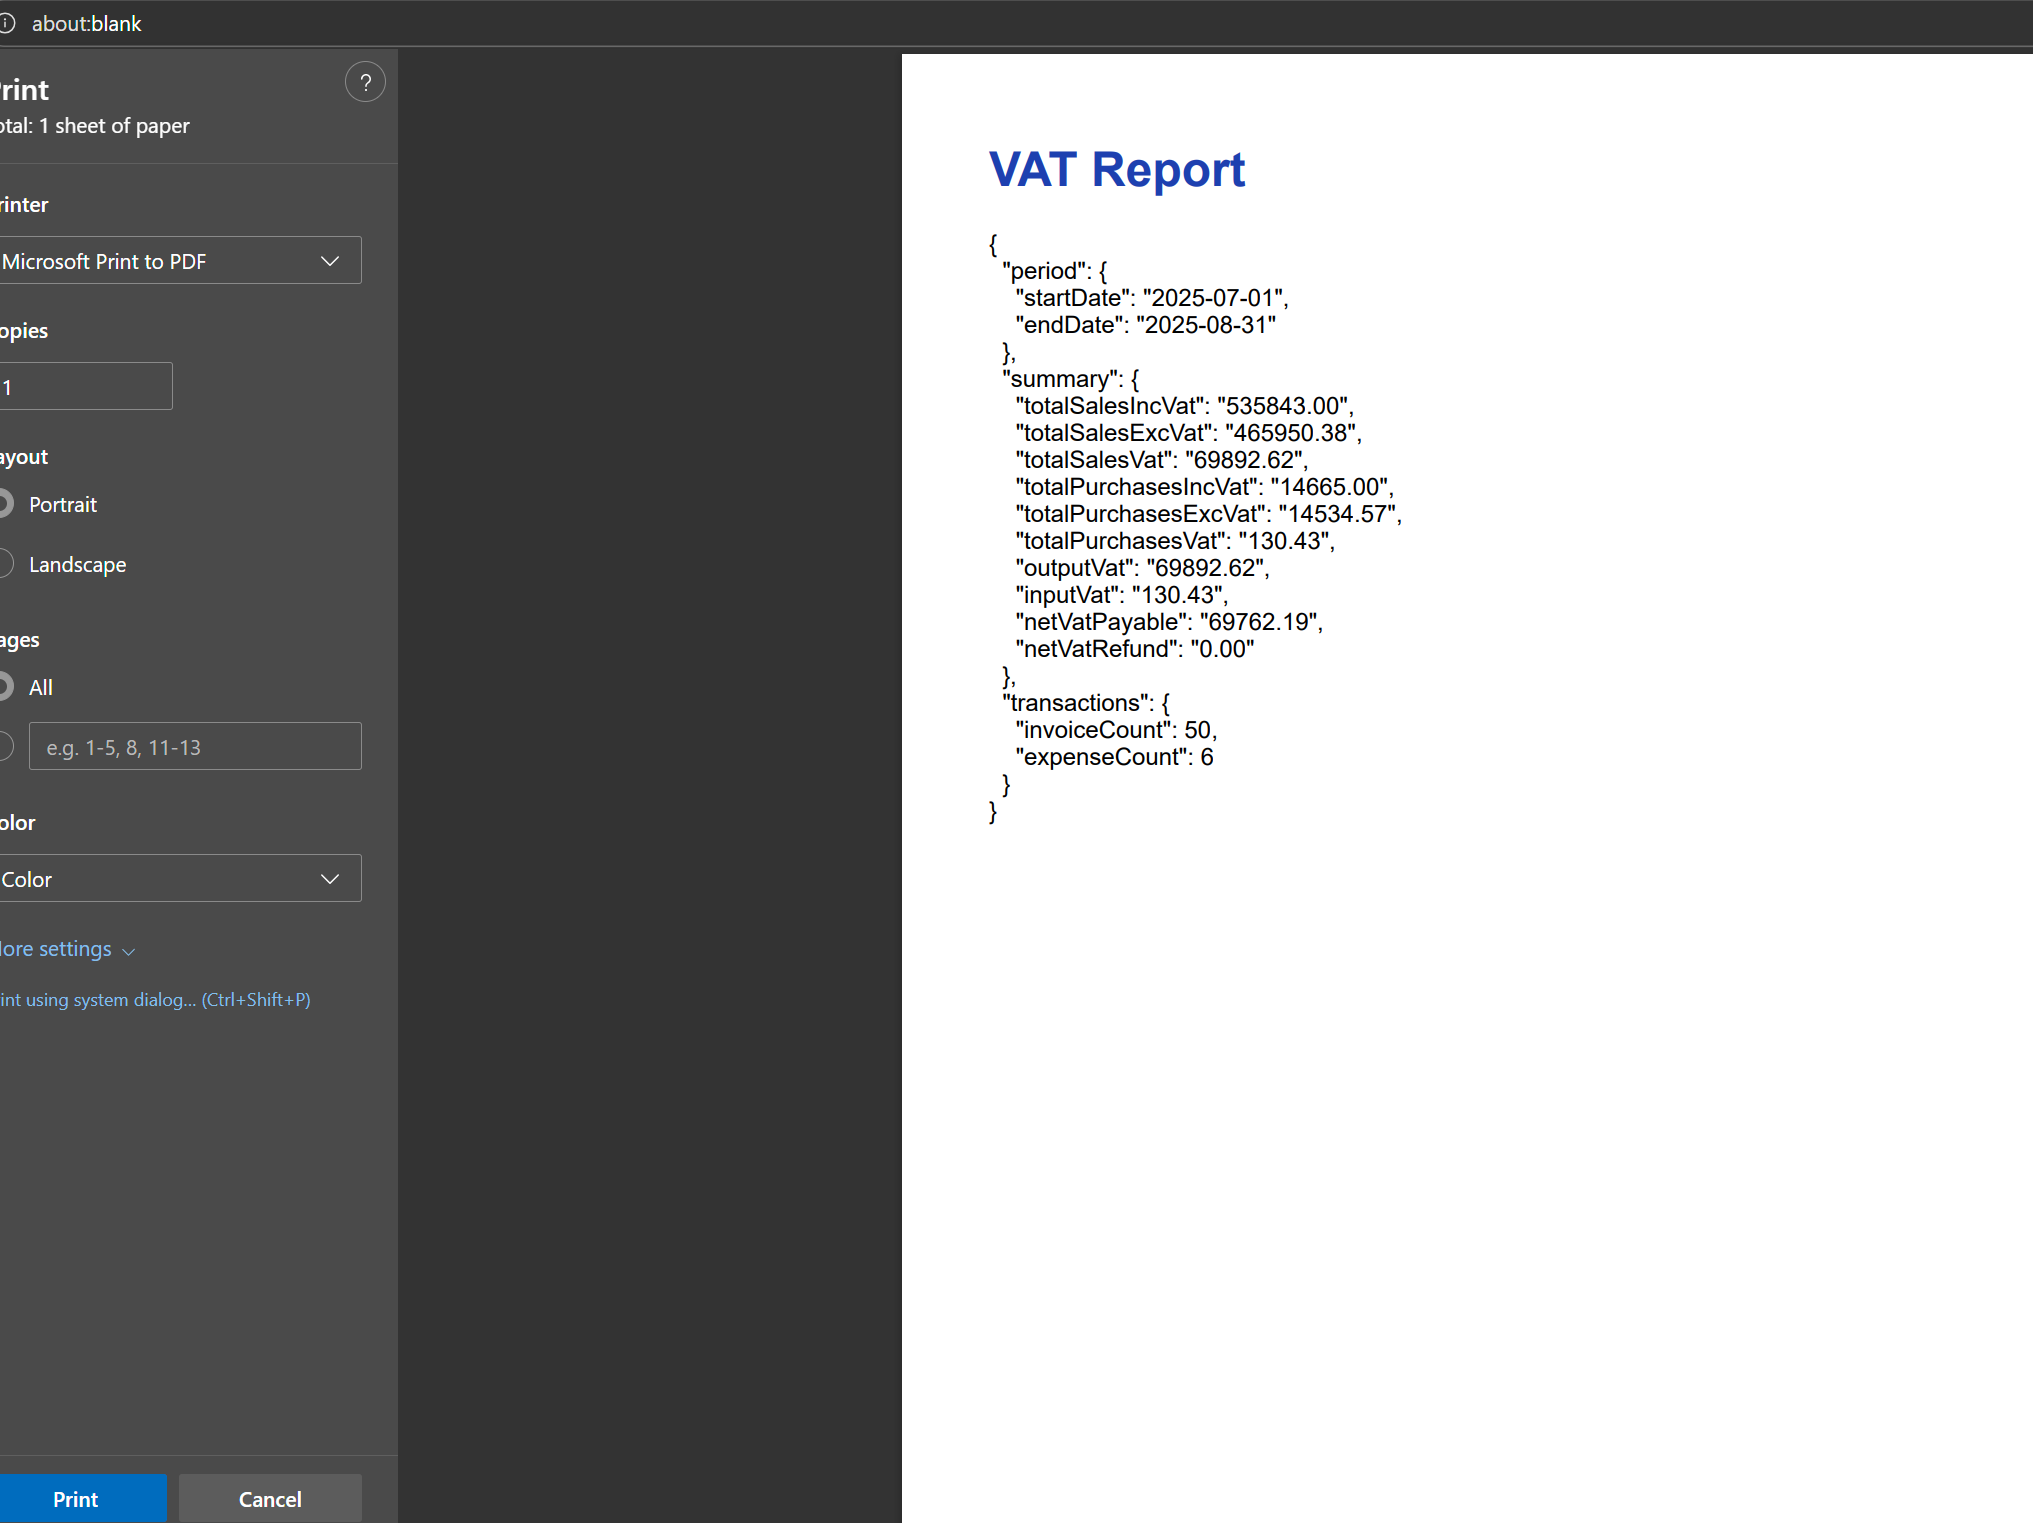 about:blank
rint
otal: 1 sheet of paper
?
rinter
Microsoft Print to PDF
opies
1
ayout
Portrait
Landscape
ages
All
e.g. 1-5, 8, 11-13
olor
Color
ore settings
int using system dialog... (Ctrl+Shift+P)
Print
Cancel
VAT Report
{
"period": {
"startDate": "2025-07-01",
"endDate": "2025-08-31"
},
"summary": {
"totalSalesIncVat": "535843.00",
"totalSalesExcVat": "465950.38",
"totalSalesVat": "69892.62",
"totalPurchasesIncVat": "14665.00",
"totalPurchasesExcVat": "14534.57",
"totalPurchasesVat": "130.43",
"outputVat": "69892.62",
"inputVat": "130.43",
"netVatPayable": "69762.19",
"netVatRefund": "0.00"
},
"transactions": {
"invoiceCount": 50,
"expenseCount": 6
}
}